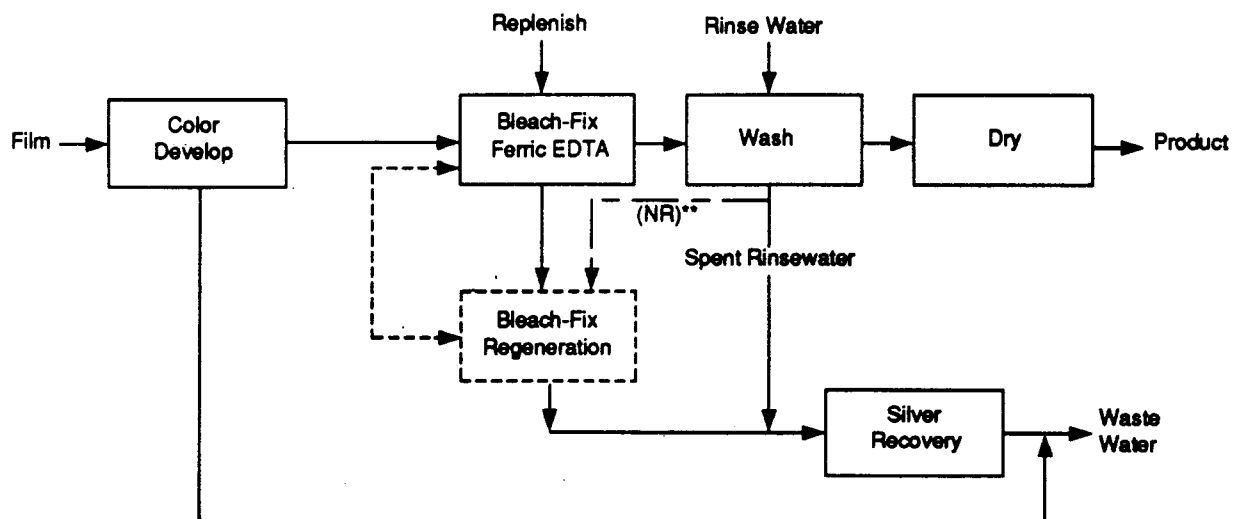 Replenish
Rinse Water
Film
Color
Develop
Bleach-Fix
Ferric EDTA
Wash
Dry
Product
(NR)**
Spent Rinsewater
Bleach-Fix
Regeneration
Silver
Recovery
Waste
Water